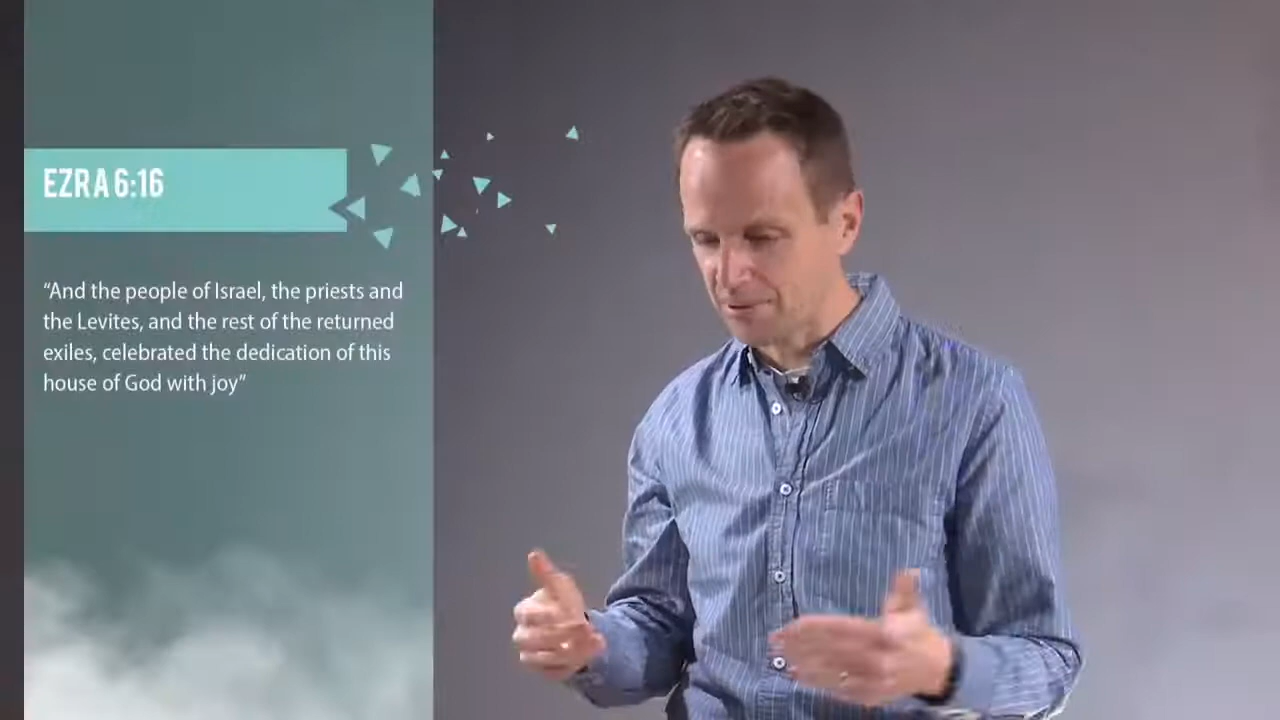 EZRA 6:16
“And the people of Israel, the priests and
the Levites, and the rest of the returned
exiles, celebrated the dedication of this
house of God with joy”